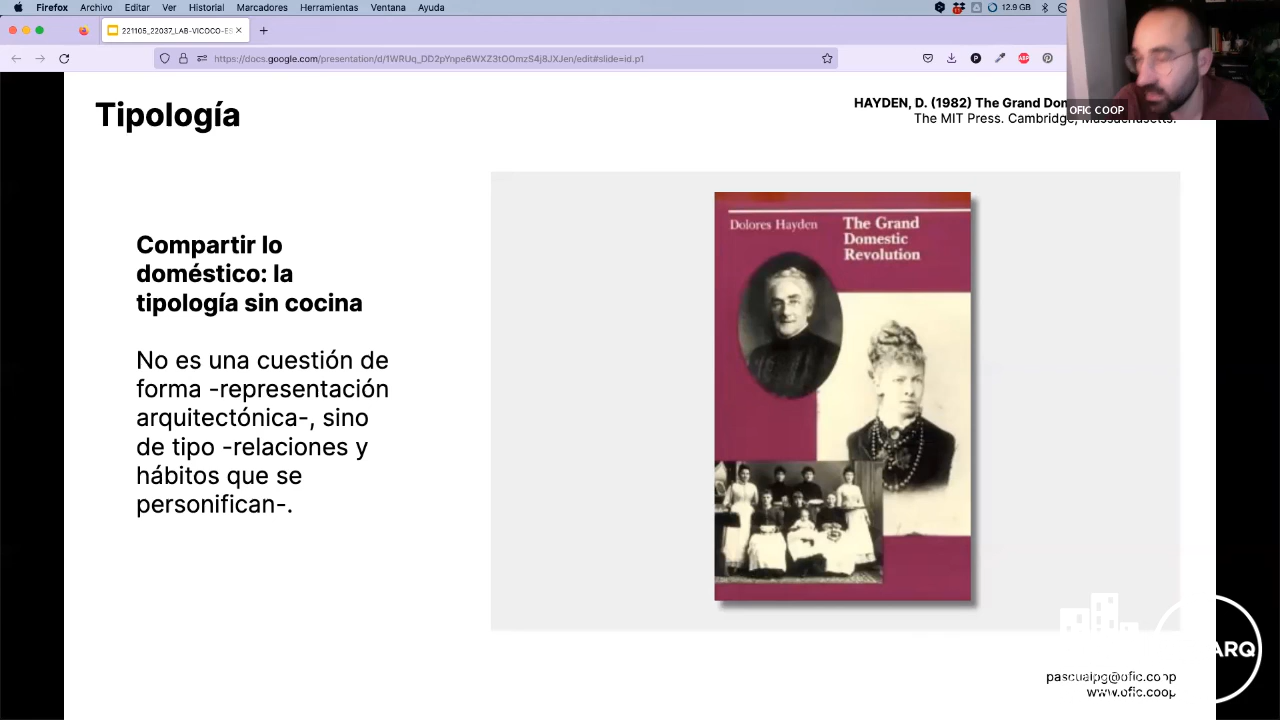 Firefox Archivo Editar Ver Historial Marcadores Herramientas Ventana Ayuda
12.9 GB
221105_22037_LAB-VICOCO-ES
https://docs.google.com/presentation/d/1WRUq_DD2pYnpe6WXZ3tOOmzS4j8JXJen/edit#slide=id.p1
ABP
OFIC COOP
Tipología
HAYDEN, D. (1982) The Grand
The MIT Press. Cambridge, Massachusetts.
Compartir lo
doméstico: la
tipología sin cocina
No es una cuestión de
forma -representación
arquitectónica-, sino
de tipo -relaciones y
hábitos que se
personifican-.
Dolores Hayden
The Grand
Domestic
Revolution
ARQ
pascualpg@ofic.coop
www.ofic.coop